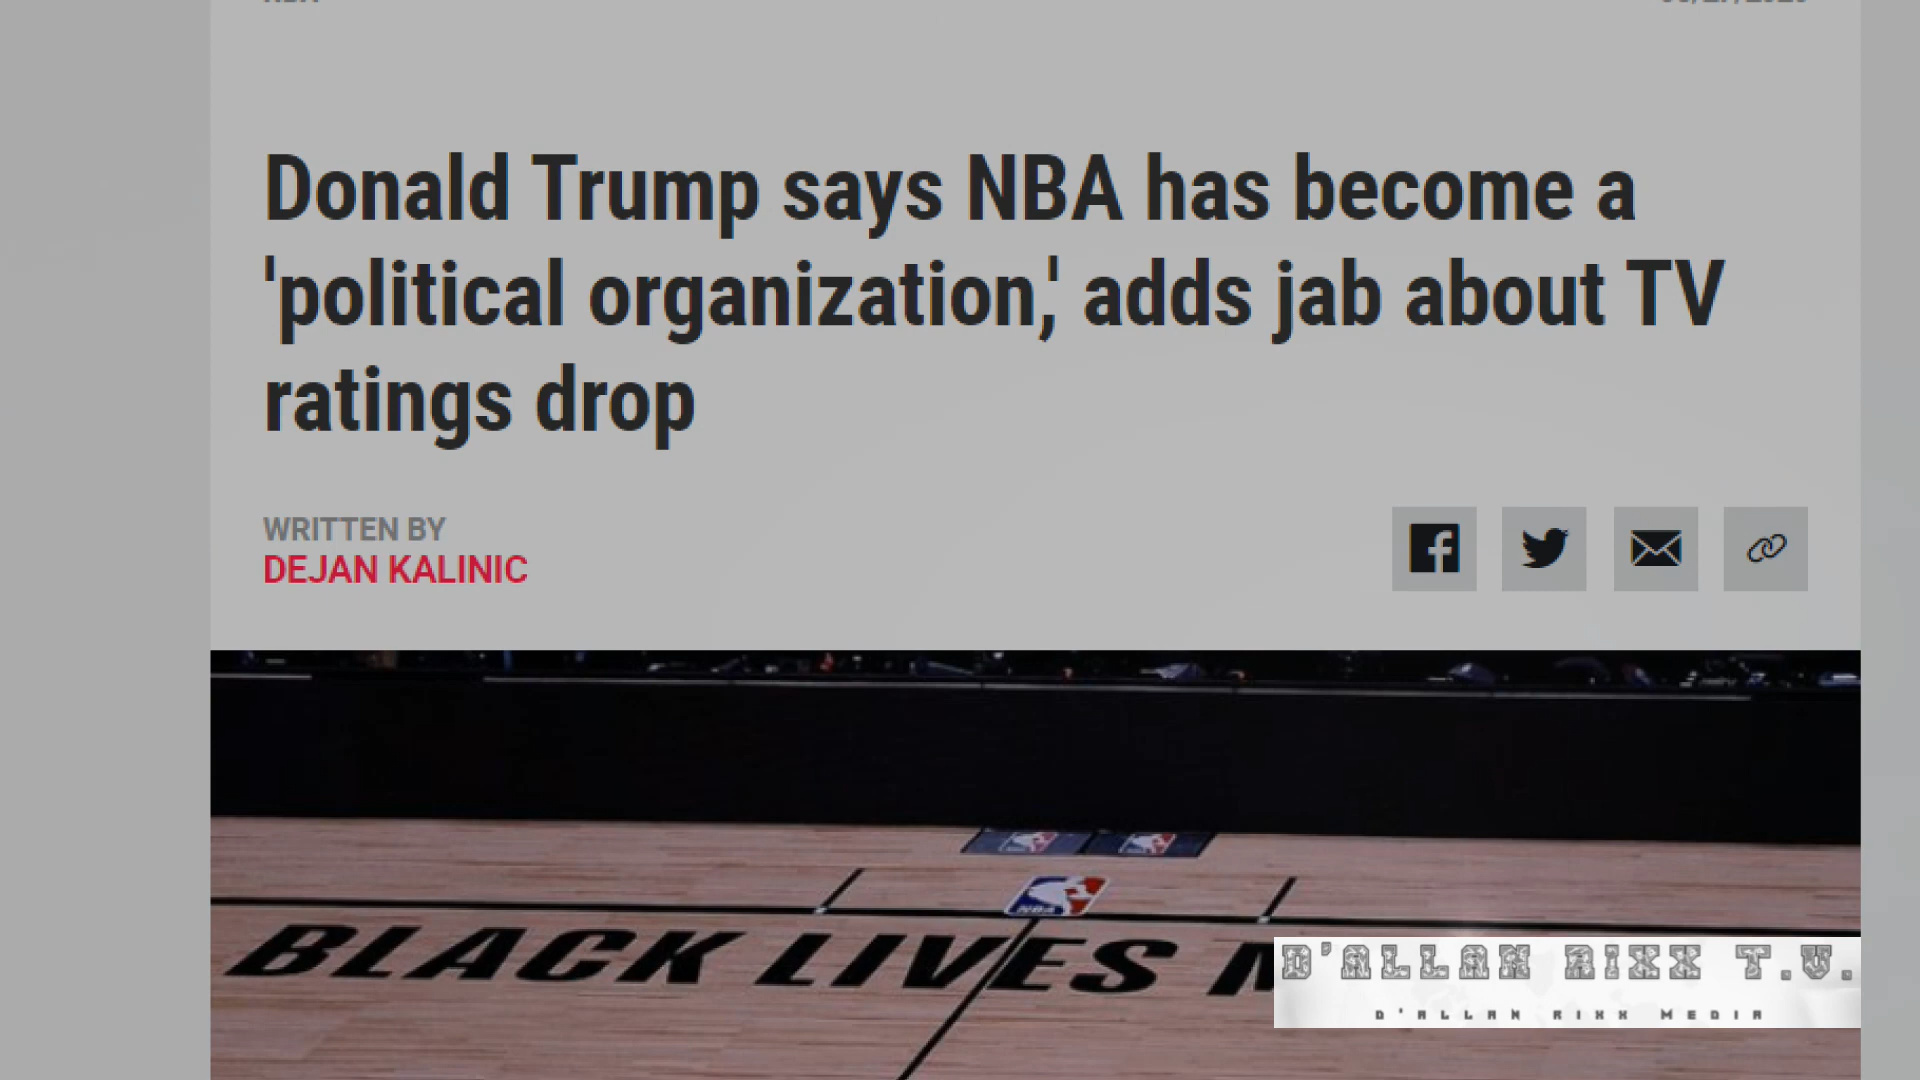 Donald Trump says NBA has become a
'political organization,' adds jab about TV
ratings drop
WRITTEN BY
DEJAN KALINIC
NBA
BLACK LIVES M
D'ALLAN RIXX T.V.
D'ALLAN RIXX MEDIA